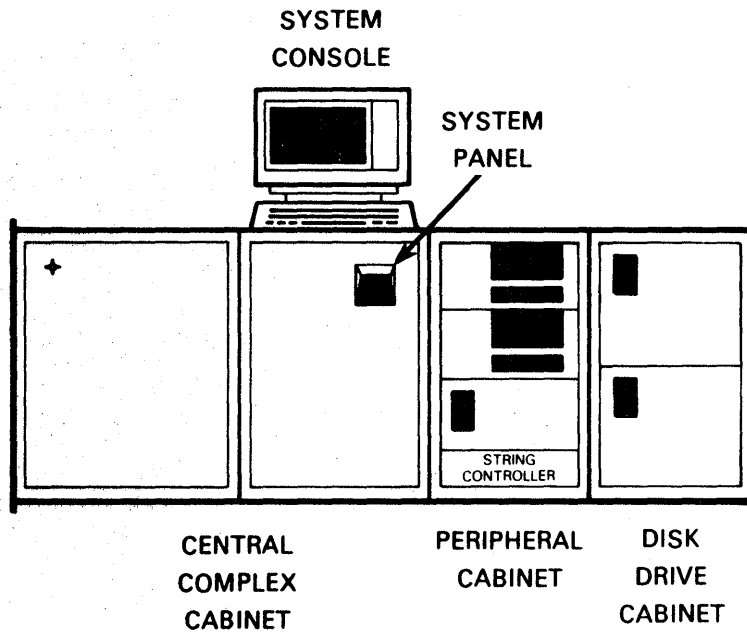 SYSTEM
CONSOLE
SYSTEM
PANEL
STRING
CONTROLLER
CENTRAL
COMPLEX
CABINET
PERIPHERAL
CABINET
DISK
DRIVE
CABINET